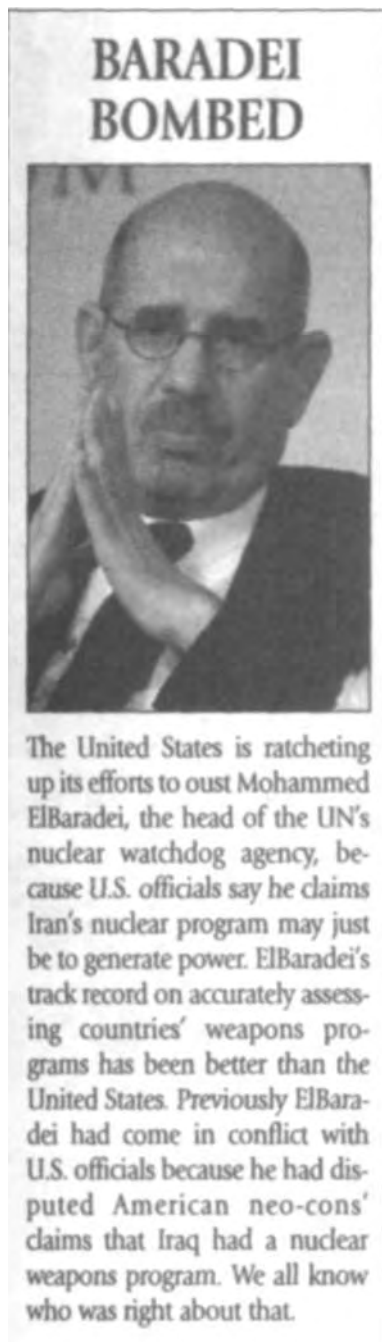 BARADEI
BOMBED
M
The United States is ratcheting
up its efforts to oust Mohammed
ElBaradei, the head of the UN's
nuclear watchdog agency, be-
cause U.S. officials say he claims
Iran's nuclear program may just
be to generate power. ElBaradei's
track record on accurately assess-
ing countries' weapons pro-
grams has been better than the
United States. Previously ElBara-
dei had come in conflict with
U.S. officials because he had dis-
puted American neo-cons'
claims that Iraq had a nuclear
weapons program. We all know
who was right about that.